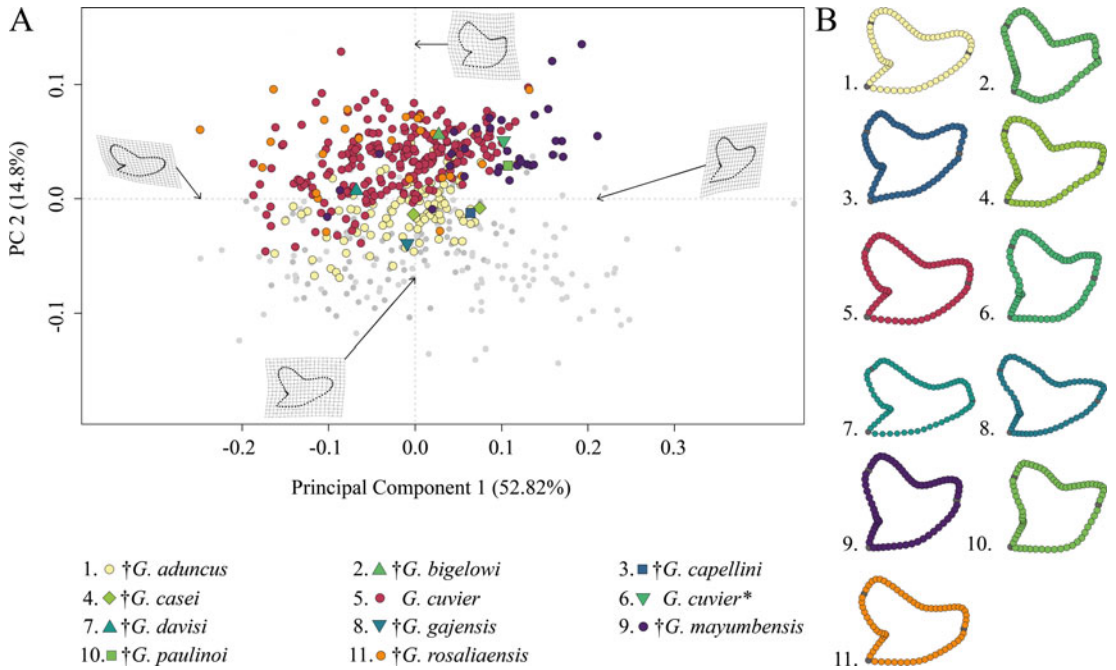 A
B
PC 2 (14.8%)
0.1
0.0
-0.1
-0.2
-0.1
0.0
0.1
0.2
0.3
Principal Component 1 (52.82%)
1. †G. aduncus
2. †G. bigelowi
3. †G. capellini
4. †G. casei
5. G. cuvier
6. G. cuvier*
7. †G. davisi
8. †G. gajensis
9. †G. mayumbensis
10. †G. paulinoi
11. †G. rosaliaensis
1.
2.
3.
4.
5.
6.
7.
8.
9.
10.
11.